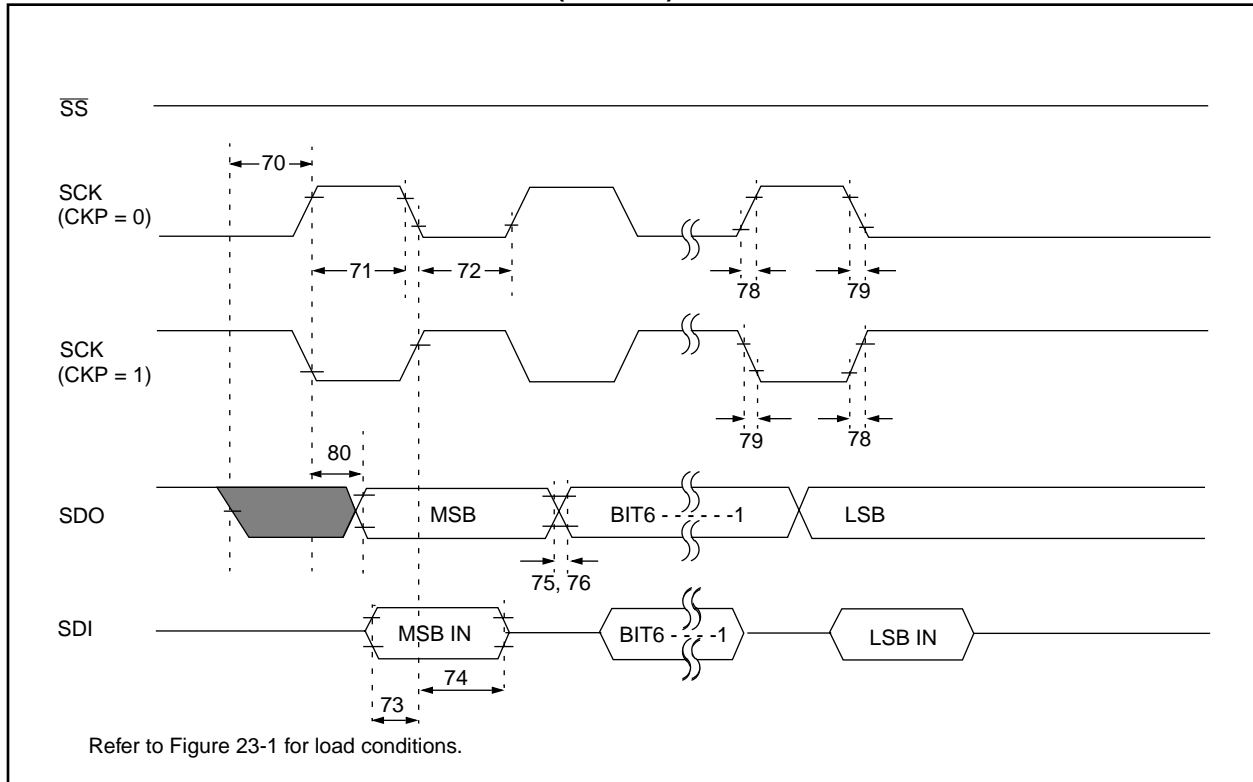 SS
70
SCK
(CKP = 0)
71
72
78
79
SCK
(CKP = 1)
79
78
80
SDO
MSB
BIT6 - - - - - -1
LSB
75, 76
SDI
MSB IN
BIT6 - - - - -1
LSB IN
74
73
Refer to Figure 23-1 for load conditions.